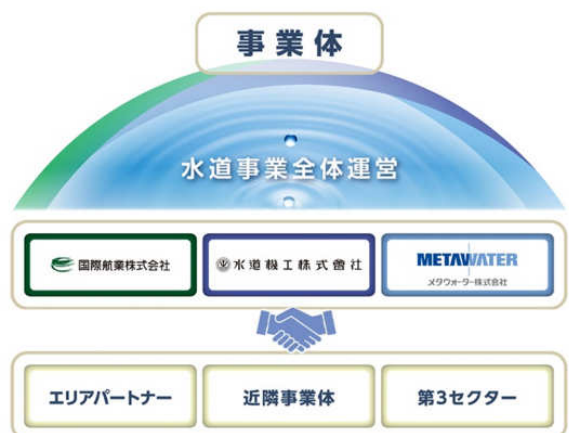 事業体
水道事業全体運営
国際航業株式会社
水道機工株式會社
METAWATER
メタウォーター株式会社
エリアパートナー
近隣事業体
第3セクター